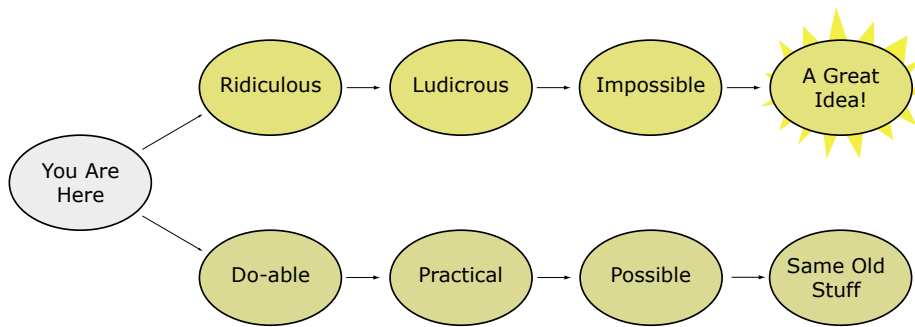 Ridiculous
Ludicrous
Impossible
A Great
Idea!
You Are
Here
Do-able
Practical
Possible
Same Old
Stuff